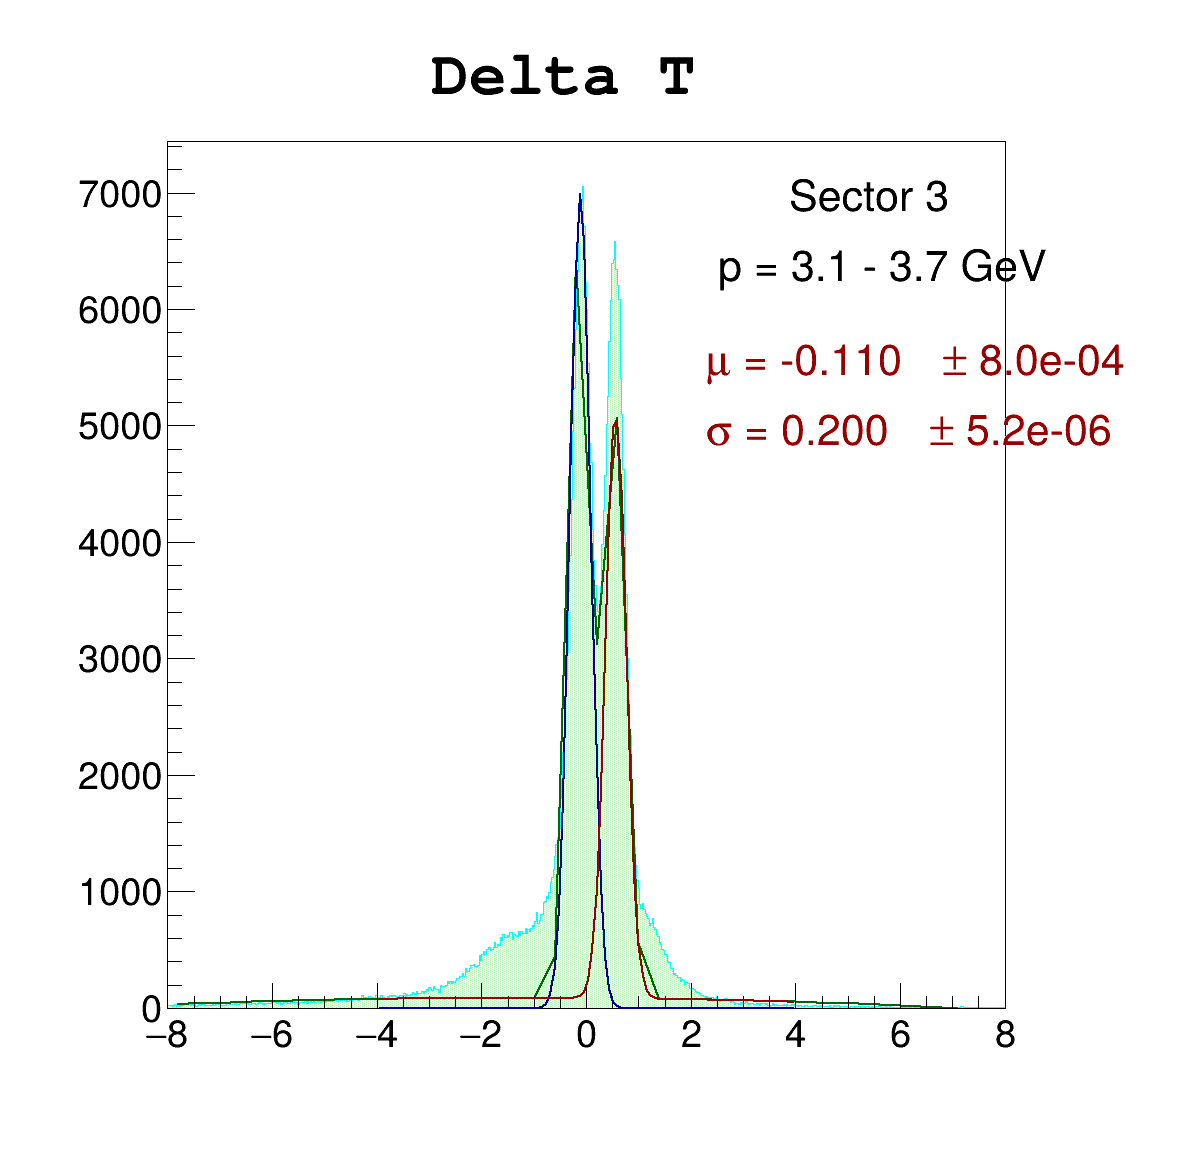 Delta T
Sector 3
p = 3.1 - 3.7 GeV
μ = -0.110 ± 8.0e-04
σ = 0.200 ± 5.2e-06
7000
6000
5000
4000
3000
2000
1000
0
−8 −6 −4 −2 0 2 4 6 8